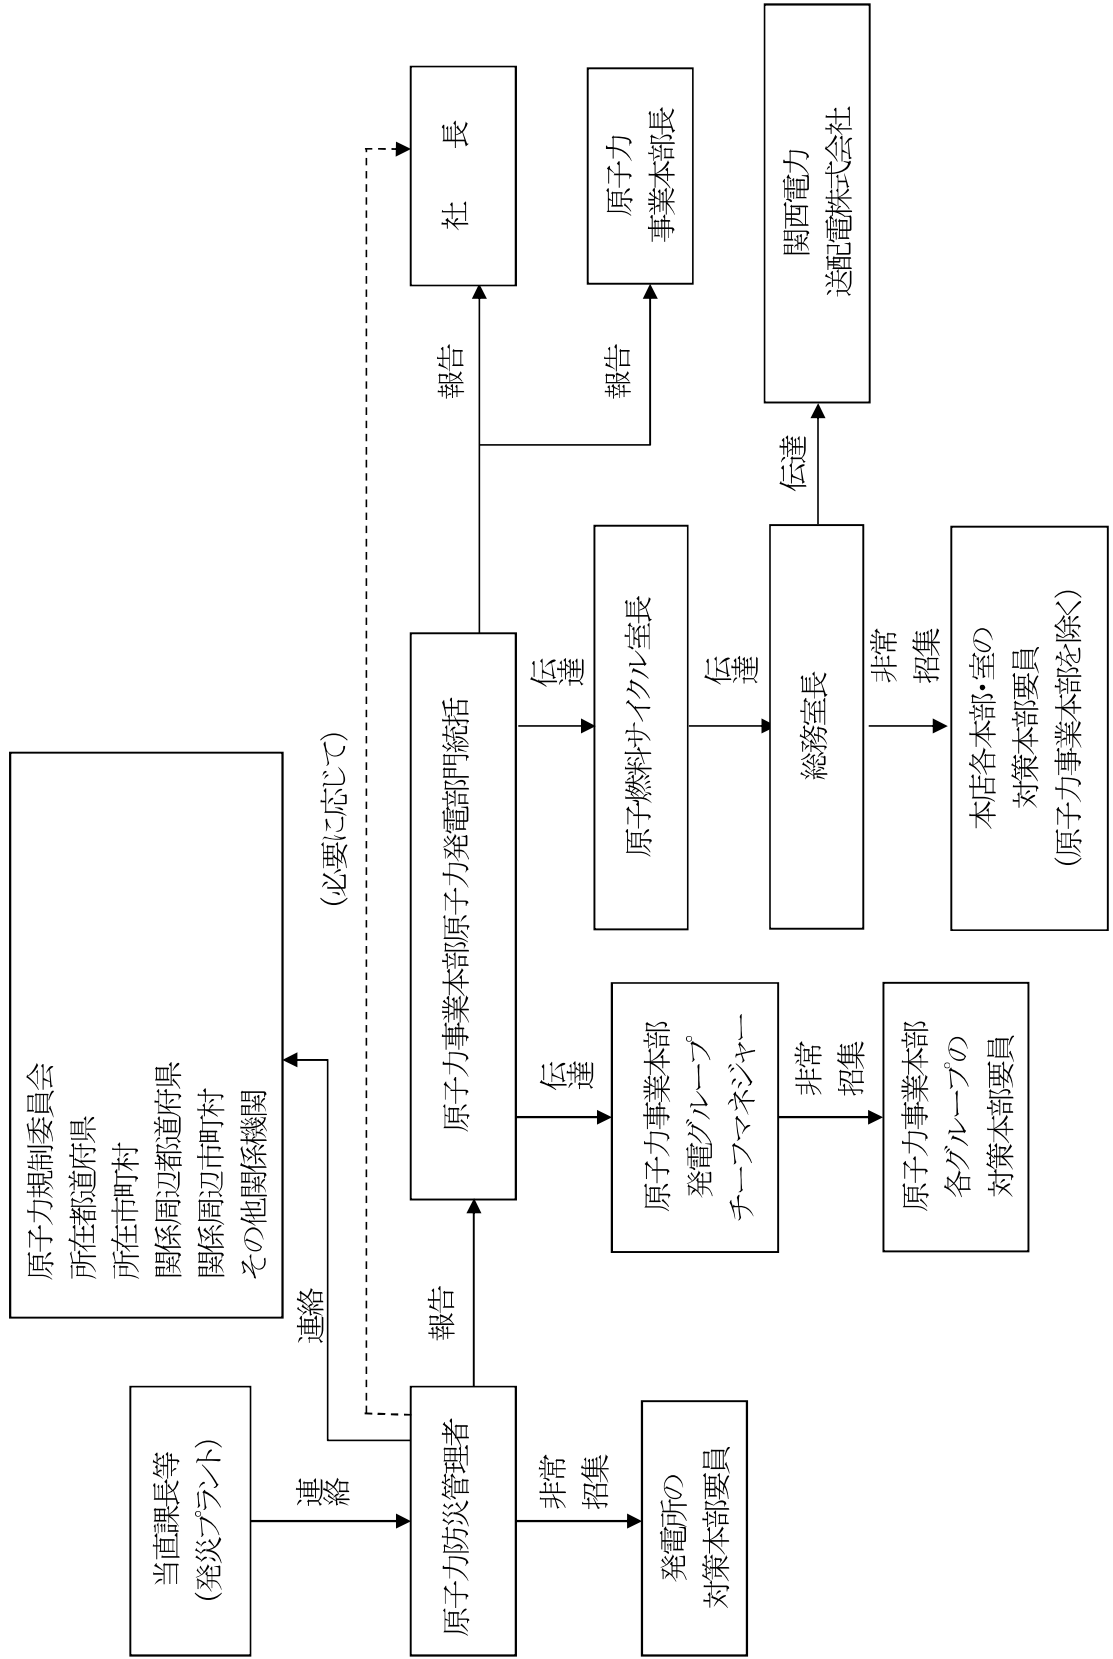 原子力規制委員会
所在都道府県
所在市町村
関係周辺都道府県
関係周辺市町村
その他関係機関
当直課長等
(発災プラント)
連絡
連絡
(必要に応じて)
原子力防災管理者
報告
原子力事業本部原子力発電部門統括
報告
社 長
報告
原子力
事業本部長
非常
招集
発電所の
対策本部要員
伝達
原子力事業本部
発電グループ
チーフマネジャー
非常
招集
原子力事業本部
各グループの
対策本部要員
伝達
原子燃料サイクル室長
伝達
総務室長
伝達
関西電力
送配電株式会社
非常
招集
本店各本部・室の
対策本部要員
(原子力事業本部を除く)